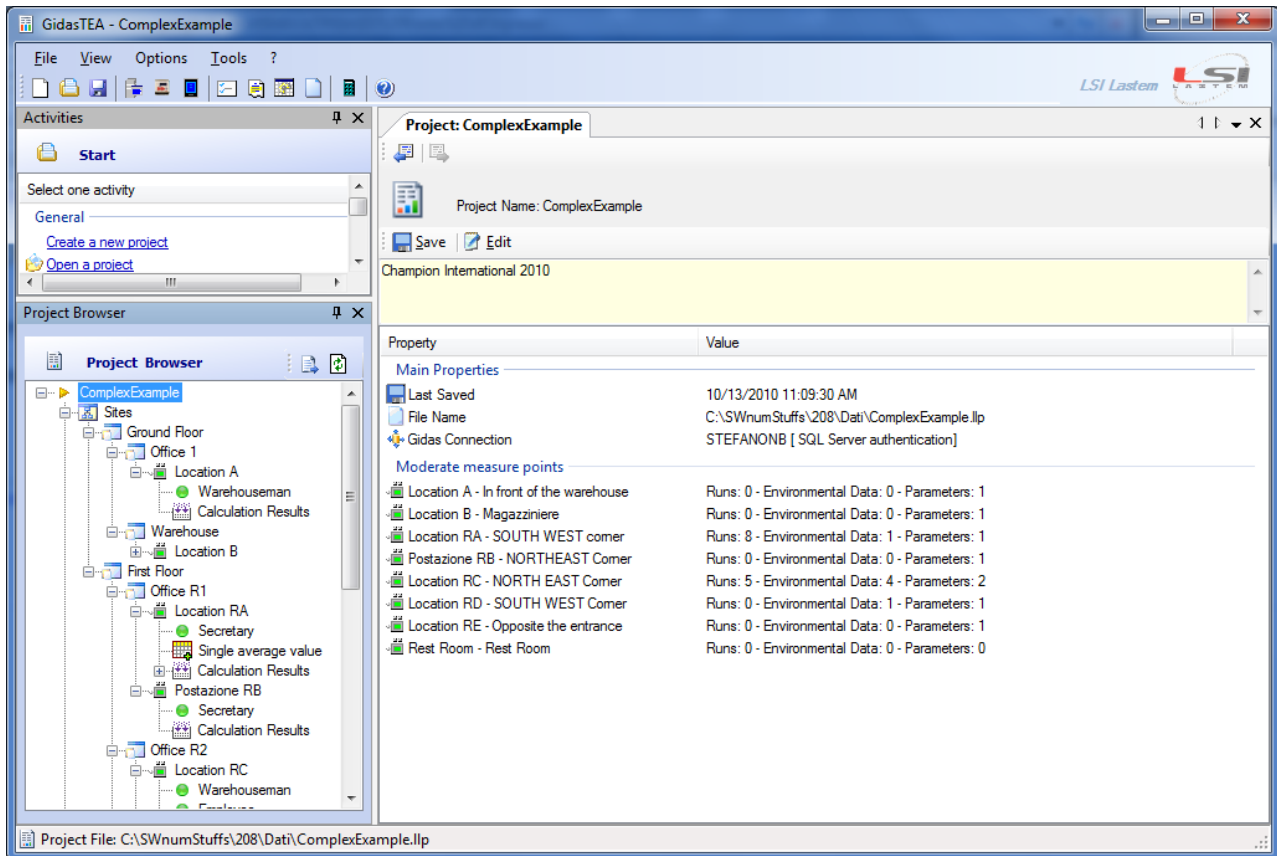 GidasTEA - ComplexExample
File View Options Tools ?
LSI Lastem LSI
LASTEM
Activities
Start
Select one activity
General
Create a new project
Open a project
Project Browser
Project Browser
ComplexExample
Sites
Ground Floor
Office 1
Location A
Warehouseman
Calculation Results
Warehouse
Location B
First Floor
Office R1
Location RA
Secretary
Single average value
Calculation Results
Postazione RB
Secretary
Calculation Results
Office R2
Location RC
Warehouseman
Project: ComplexExample
Project Name: ComplexExample
Save Edit
Champion International 2010
Property Value
Main Properties
Last Saved 10/13/2010 11:09:30 AM
File Name C:\SWnumStuffs\208\Dati\ComplexExample.llp
Gidas Connection STEFANONB [ SQL Server authentication]
Moderate measure points
Location A - In front of the warehouse Runs: 0 - Environmental Data: 0 - Parameters: 1
Location B - Magazziniere Runs: 0 - Environmental Data: 0 - Parameters: 1
Location RA - SOUTH WEST corner Runs: 8 - Environmental Data: 1 - Parameters: 1
Postazione RB - NORTHEAST Corner Runs: 0 - Environmental Data: 0 - Parameters: 1
Location RC - NORTH EAST Corner Runs: 5 - Environmental Data: 4 - Parameters: 2
Location RD - SOUTH WEST Corner Runs: 0 - Environmental Data: 1 - Parameters: 1
Location RE - Opposite the entrance Runs: 0 - Environmental Data: 0 - Parameters: 1
Rest Room - Rest Room Runs: 0 - Environmental Data: 0 - Parameters: 0
Project File: C:\SWnumStuffs\208\Dati\ComplexExample.llp